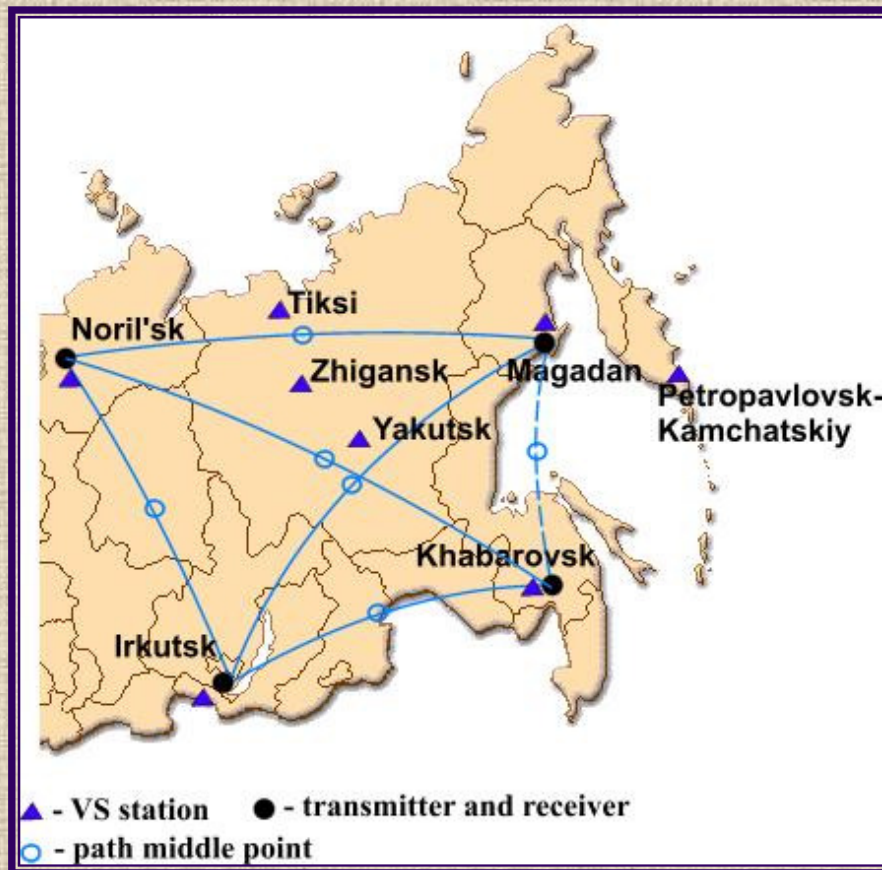 Tiksi
Noril'sk
Zhigansk
Magadan
Petropavlovsk-
Kamchatskiy
Yakutsk
Khabarovsk
Irkutsk
- VS station
- transmitter and receiver
- path middle point